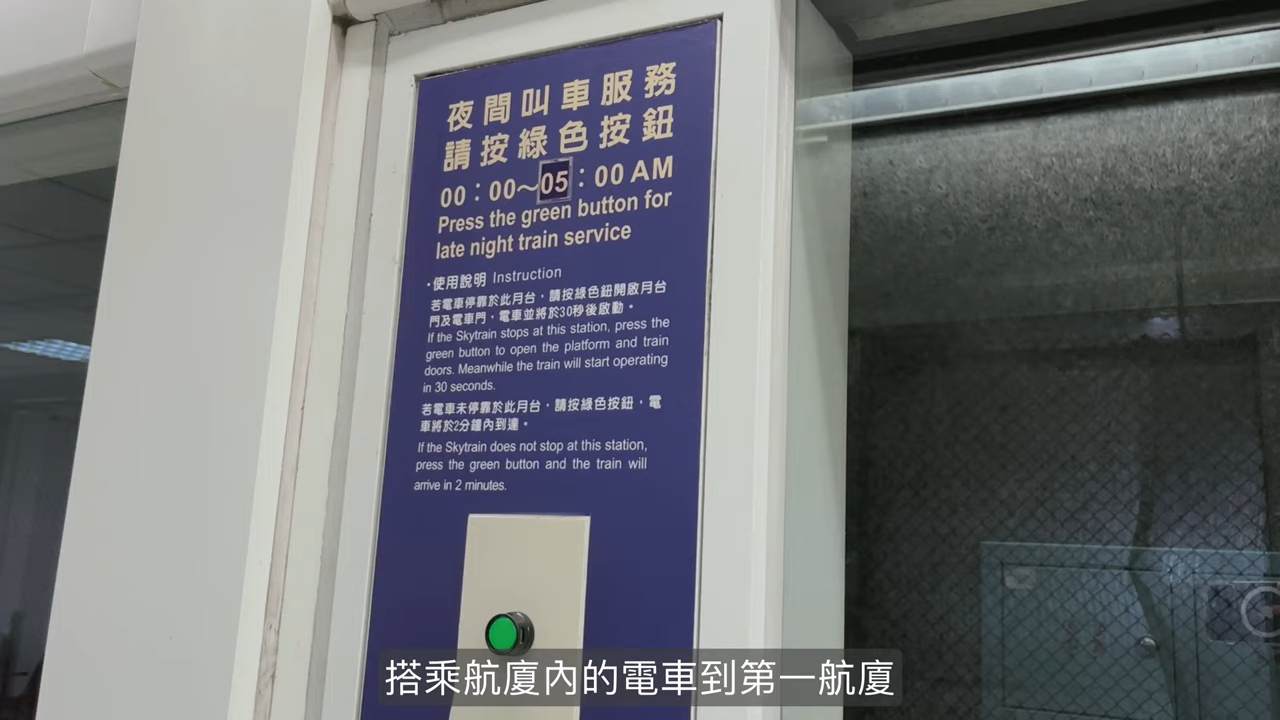 夜間叫車服務
請按綠色按鈕
00：00～05：00 AM
Press the green button for
late night train service
·使用說明 Instruction
若電車停靠於此月台，請按綠色鈕開啟月台
門及電車門，電車並將於30秒後啟動。
If the Skytrain stops at this station, press the
green button to open the platform and train
doors. Meanwhile the train will start operating
in 30 seconds.
若電車未停靠於此月台，請按綠色按鈕，電
車將於2分鐘內到達。
If the Skytrain does not stop at this station,
press the green button and the train will
arrive in 2 minutes.
搭乘航廈內的電車到第一航廈